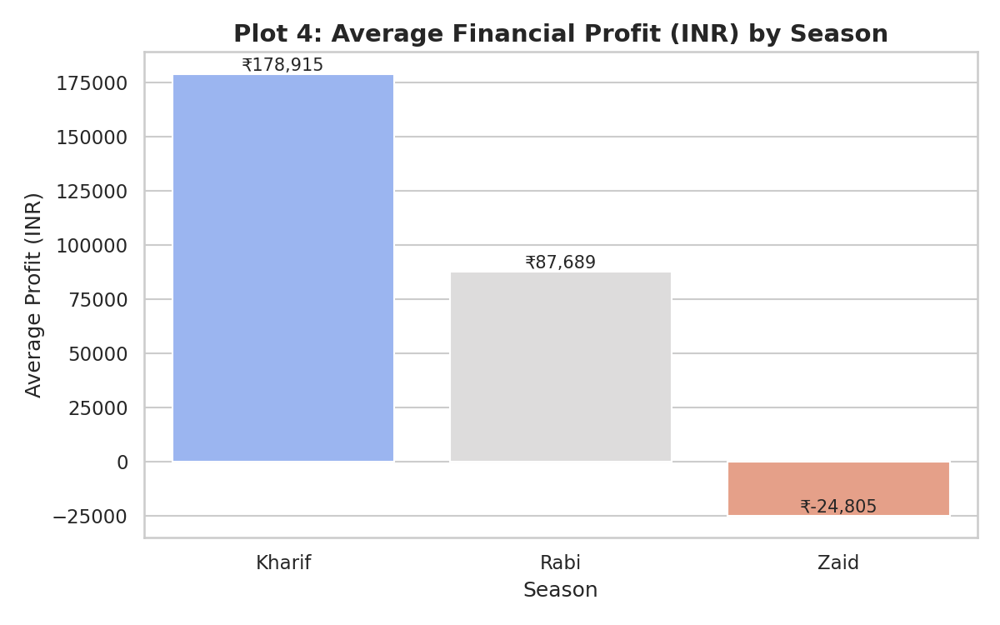 Plot 4: Average Financial Profit (INR) by Season
₹178,915
175000
150000
125000
100000
₹87,689
75000
50000
25000
0
₹-24,805
−25000
Average Profit (INR)
Kharif
Rabi
Zaid
Season